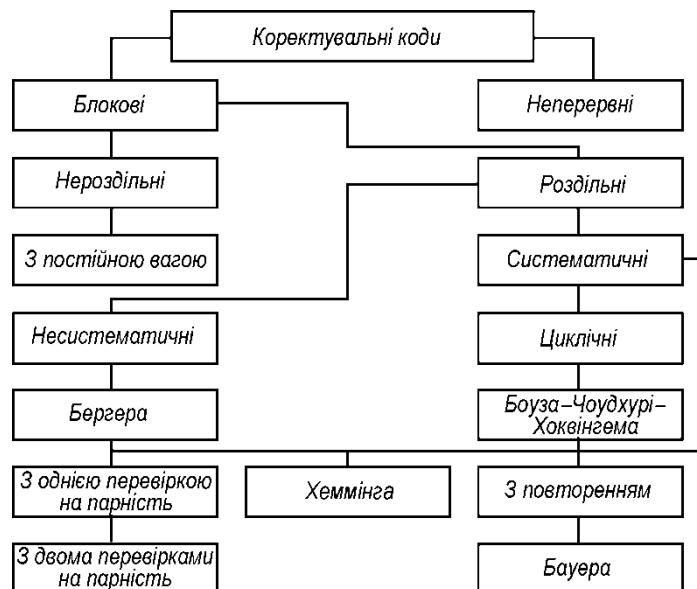 Коректувальні коди
Блокові
Неперервні
Нероздільні
Роздільні
З постійною вагою
Систематичні
Несистематичні
Циклічні
Бергера
Боуза–Чоудхурі–
Хоквінгема
З однією перевіркою
на парність
Хеммінга
З повторенням
З двома перевірками
на парність
Бауера